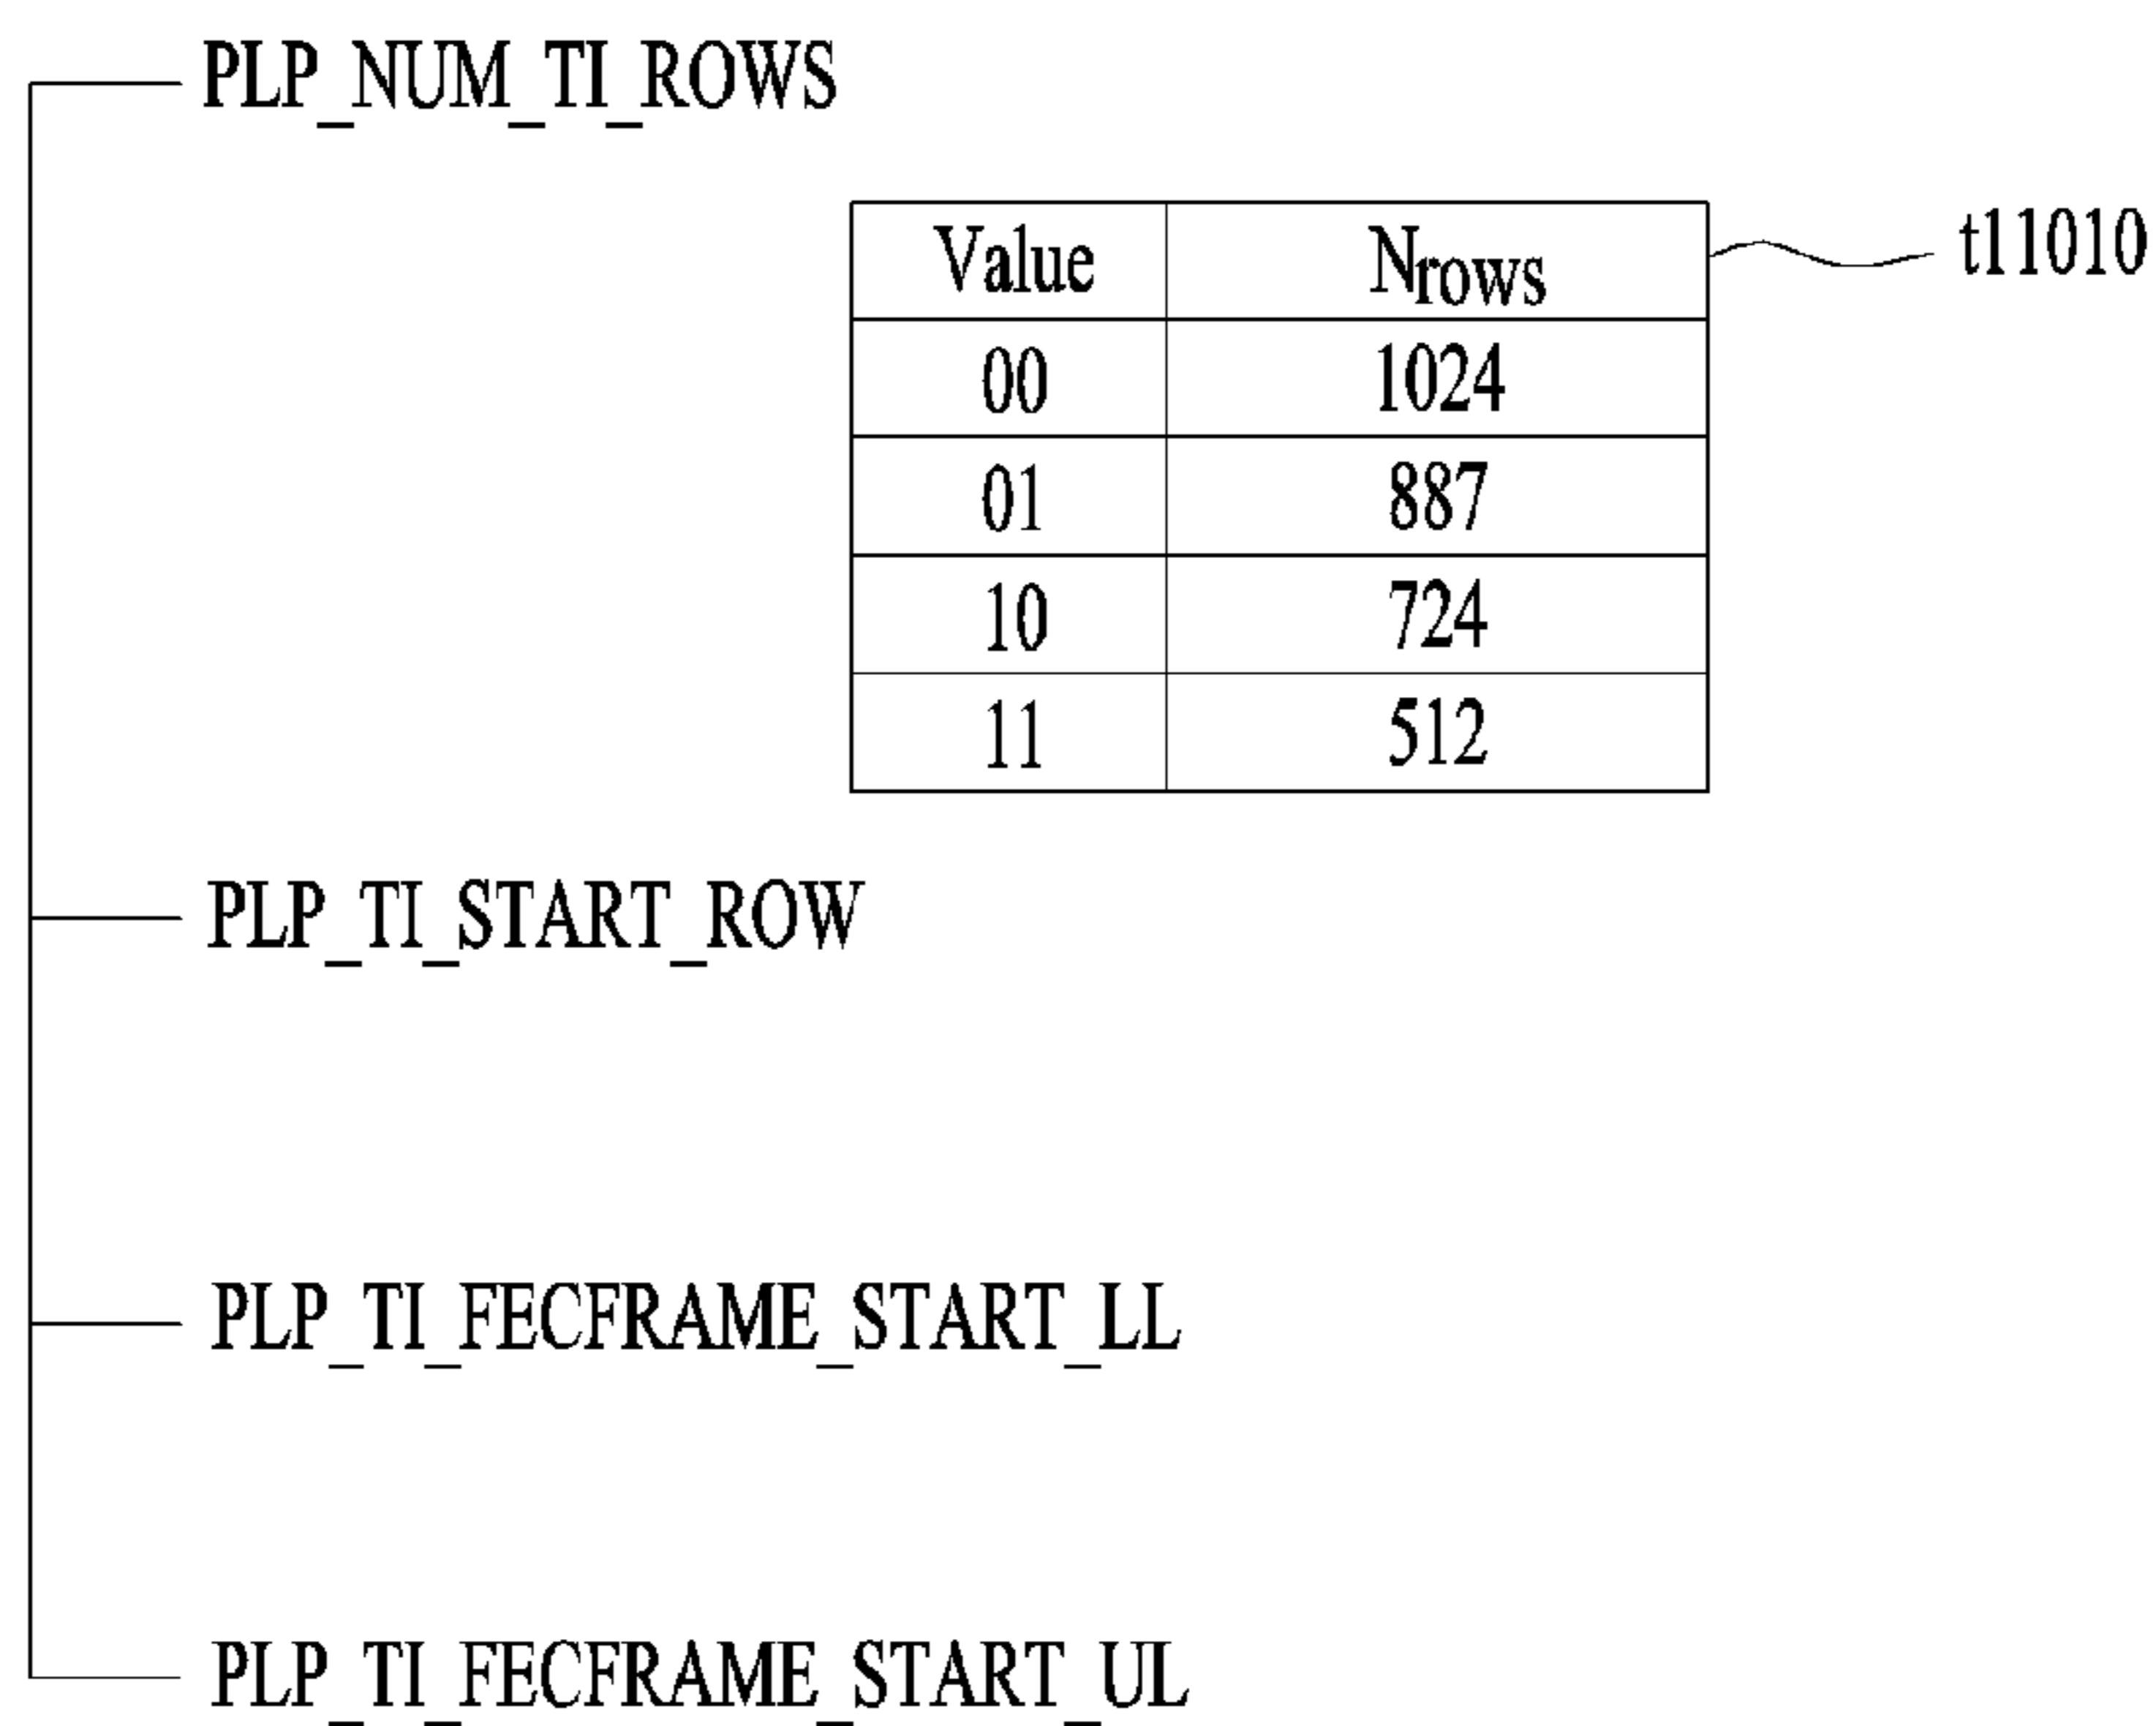 PLP_NUM_TI_ROWS
Value Nrows t11010
00 1024
01 887
10 724
11 512
PLP_TI_START_ROW
PLP_TI_FECFRAME_START_LL
PLP_TI_FECFRAME_START_UL